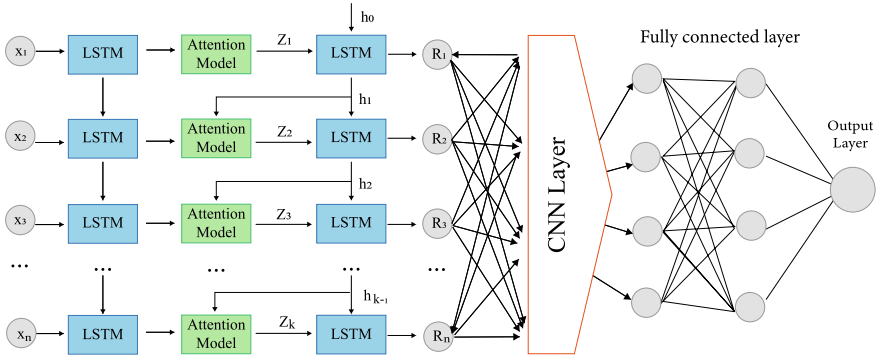 h₀
x₁ LSTM Attention Model Z₁ LSTM R₁
Fully connected layer
h₁
x₂ LSTM Attention Model Z₂ LSTM R₂
Output Layer
h₂
x₃ LSTM Attention Model Z₃ LSTM R₃
CNN Layer
... ... ... ... ...
hₖ₋₁
xₙ LSTM Attention Model Zₖ LSTM Rₙ